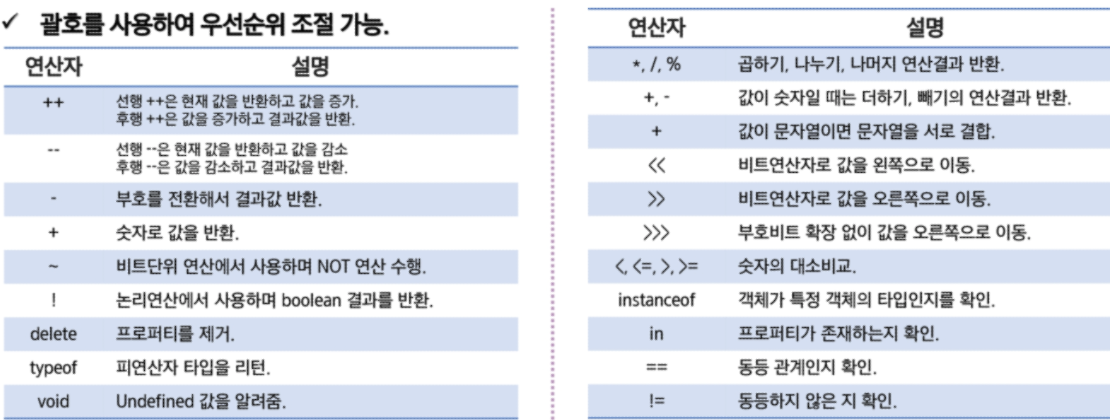 ✓ 괄호를 사용하여 우선순위 조절 가능.
연산자 설명
++ 선행 ++은 현재 값을 반환하고 값을 증가.
후행 ++은 값을 증가하고 결과값을 반환.
-- 선행 --은 현재 값을 반환하고 값을 감소
후행 --은 값을 감소하고 결과값을 반환.
- 부호를 전환해서 결과값 반환.
+ 숫자로 값을 반환.
~ 비트단위 연산에서 사용하며 NOT 연산 수행.
! 논리연산에서 사용하며 boolean 결과를 반환.
delete 프로퍼티를 제거.
typeof 피연산자 타입을 리턴.
void Undefined 값을 알려줌.
연산자 설명
*, /, % 곱하기, 나누기, 나머지 연산결과 반환.
+, - 값이 숫자일 때는 더하기, 빼기의 연산결과 반환.
+ 값이 문자열이면 문자열을 서로 결합.
<< 비트연산자로 값을 왼쪽으로 이동.
>> 비트연산자로 값을 오른쪽으로 이동.
>>> 부호비트 확장 없이 값을 오른쪽으로 이동.
<, <=, >, >= 숫자의 대소비교.
instanceof 객체가 특정 객체의 타입인지를 확인.
in 프로퍼티가 존재하는지 확인.
== 동등 관계인지 확인.
!= 동등하지 않은 지 확인.